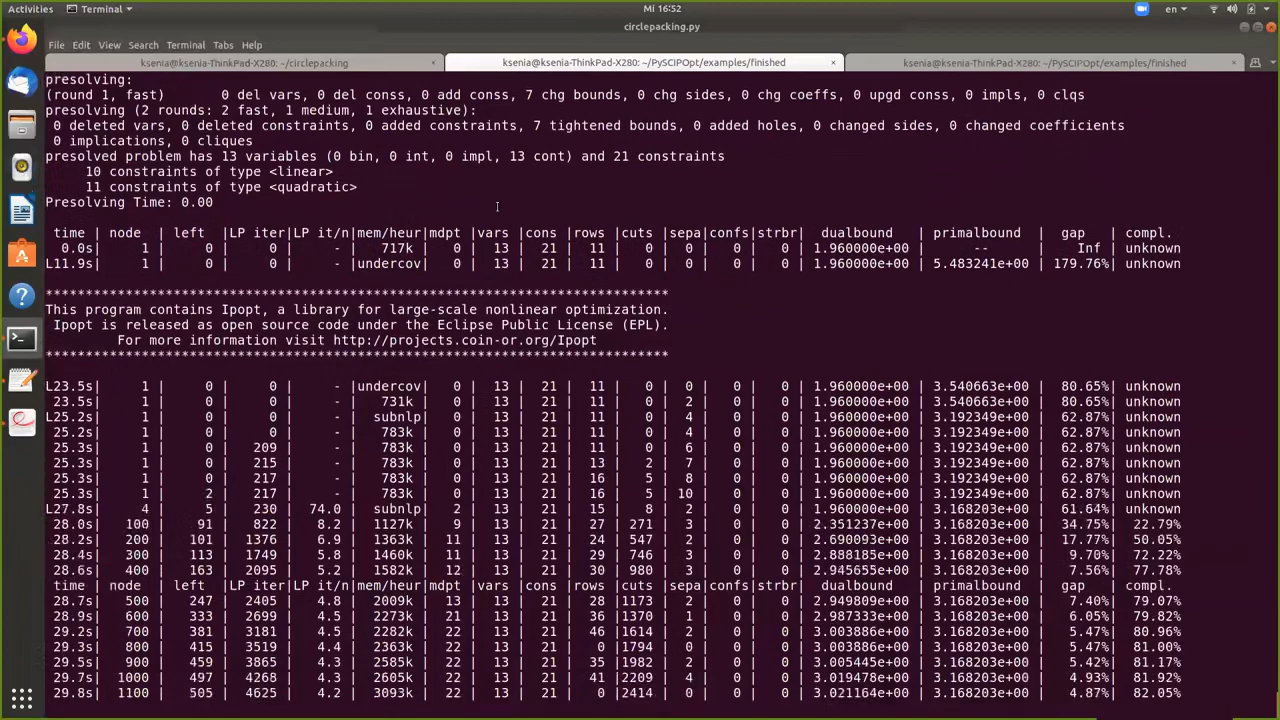 Activities Terminal Mi 16:52 en
circlepacking.py
File Edit View Search Terminal Tabs Help
ksenia@ksenia-ThinkPad-X280: ~/circlepacking × ksenia@ksenia-ThinkPad-X280: ~/PySCIPOpt/examples/finished × ksenia@ksenia-ThinkPad-X280: ~/PySCIPOpt/examples/finished ×
presolving:
(round 1, fast) 0 del vars, 0 del conss, 0 add conss, 7 chg bounds, 0 chg sides, 0 chg coeffs, 0 upgd conss, 0 impls, 0 clqs
presolving (2 rounds: 2 fast, 1 medium, 1 exhaustive):
0 deleted vars, 0 deleted constraints, 0 added constraints, 7 tightened bounds, 0 added holes, 0 changed sides, 0 changed coefficients
0 implications, 0 cliques
presolved problem has 13 variables (0 bin, 0 int, 0 impl, 13 cont) and 21 constraints
10 constraints of type <linear>
11 constraints of type <quadratic>
Presolving Time: 0.00
time | node | left |LP iter|LP it/n|mem/heur|mdpt |vars |cons |rows |cuts |sepa|confs|strbr| dualbound | primalbound | gap | compl.
0.0s| 1 | 0 | 0 | - | 717k | 0 | 13 | 21 | 11 | 0 | 0 | 0 | 0 | 1.960000e+00 | -- | Inf | unknown
L11.9s| 1 | 0 | 0 | - |undercov| 0 | 13 | 21 | 11 | 0 | 0 | 0 | 0 | 1.960000e+00 | 5.483241e+00 | 179.76%| unknown
******************************************************************************
This program contains Ipopt, a library for large-scale nonlinear optimization.
Ipopt is released as open source code under the Eclipse Public License (EPL).
For more information visit http://projects.coin-or.org/Ipopt
******************************************************************************
L23.5s| 1 | 0 | 0 | - |undercov| 0 | 13 | 21 | 11 | 0 | 0 | 0 | 0 | 1.960000e+00 | 3.540663e+00 | 80.65%| unknown
23.5s| 1 | 0 | 0 | - | 731k | 0 | 13 | 21 | 11 | 0 | 2 | 0 | 0 | 1.960000e+00 | 3.540663e+00 | 80.65%| unknown
L25.2s| 1 | 0 | 0 | - | subnlp| 0 | 13 | 21 | 11 | 0 | 4 | 0 | 0 | 1.960000e+00 | 3.192349e+00 | 62.87%| unknown
25.2s| 1 | 0 | 0 | - | 783k | 0 | 13 | 21 | 11 | 0 | 4 | 0 | 0 | 1.960000e+00 | 3.192349e+00 | 62.87%| unknown
25.3s| 1 | 0 | 209 | - | 783k | 0 | 13 | 21 | 11 | 0 | 6 | 0 | 0 | 1.960000e+00 | 3.192349e+00 | 62.87%| unknown
25.3s| 1 | 0 | 215 | - | 783k | 0 | 13 | 21 | 13 | 2 | 7 | 0 | 0 | 1.960000e+00 | 3.192349e+00 | 62.87%| unknown
25.3s| 1 | 0 | 217 | - | 783k | 0 | 13 | 21 | 16 | 5 | 8 | 0 | 0 | 1.960000e+00 | 3.192349e+00 | 62.87%| unknown
25.3s| 1 | 2 | 217 | - | 783k | 0 | 13 | 21 | 16 | 5 | 10 | 0 | 0 | 1.960000e+00 | 3.192349e+00 | 62.87%| unknown
L27.8s| 4 | 5 | 230 | 74.0 | subnlp| 2 | 13 | 21 | 15 | 8 | 2 | 0 | 0 | 1.960000e+00 | 3.168203e+00 | 61.64%| unknown
28.0s| 100 | 91 | 822 | 8.2 | 1127k | 9 | 13 | 21 | 27 | 271 | 3 | 0 | 0 | 2.351237e+00 | 3.168203e+00 | 34.75%| 22.79%
28.2s| 200 | 101 | 1376 | 6.9 | 1363k | 11 | 13 | 21 | 24 | 547 | 2 | 0 | 0 | 2.690093e+00 | 3.168203e+00 | 17.77%| 50.05%
28.4s| 300 | 113 | 1749 | 5.8 | 1460k | 11 | 13 | 21 | 29 | 746 | 3 | 0 | 0 | 2.888185e+00 | 3.168203e+00 | 9.70%| 72.22%
28.6s| 400 | 163 | 2095 | 5.2 | 1582k | 12 | 13 | 21 | 30 | 980 | 3 | 0 | 0 | 2.945645e+00 | 3.168203e+00 | 7.56%| 77.78%
time | node | left |LP iter|LP it/n|mem/heur|mdpt |vars |cons |rows |cuts |sepa|confs|strbr| dualbound | primalbound | gap | compl.
28.7s| 500 | 247 | 2405 | 4.8 | 2009k | 13 | 13 | 21 | 28 |1173 | 2 | 0 | 0 | 2.949809e+00 | 3.168203e+00 | 7.40%| 79.07%
28.9s| 600 | 333 | 2699 | 4.5 | 2273k | 21 | 13 | 21 | 36 |1370 | 1 | 0 | 0 | 2.987333e+00 | 3.168203e+00 | 6.05%| 79.82%
29.2s| 700 | 381 | 3181 | 4.5 | 2282k | 22 | 13 | 21 | 46 |1614 | 2 | 0 | 0 | 3.003886e+00 | 3.168203e+00 | 5.47%| 80.96%
29.3s| 800 | 415 | 3519 | 4.4 | 2363k | 22 | 13 | 21 | 0 |1794 | 0 | 0 | 0 | 3.003886e+00 | 3.168203e+00 | 5.47%| 81.00%
29.5s| 900 | 459 | 3865 | 4.3 | 2585k | 22 | 13 | 21 | 35 |1982 | 2 | 0 | 0 | 3.005445e+00 | 3.168203e+00 | 5.42%| 81.17%
29.7s| 1000 | 497 | 4268 | 4.3 | 2605k | 22 | 13 | 21 | 41 |2209 | 4 | 0 | 0 | 3.019478e+00 | 3.168203e+00 | 4.93%| 81.92%
29.8s| 1100 | 505 | 4625 | 4.2 | 3093k | 22 | 13 | 21 | 0 |2414 | 0 | 0 | 0 | 3.021164e+00 | 3.168203e+00 | 4.87%| 82.05%